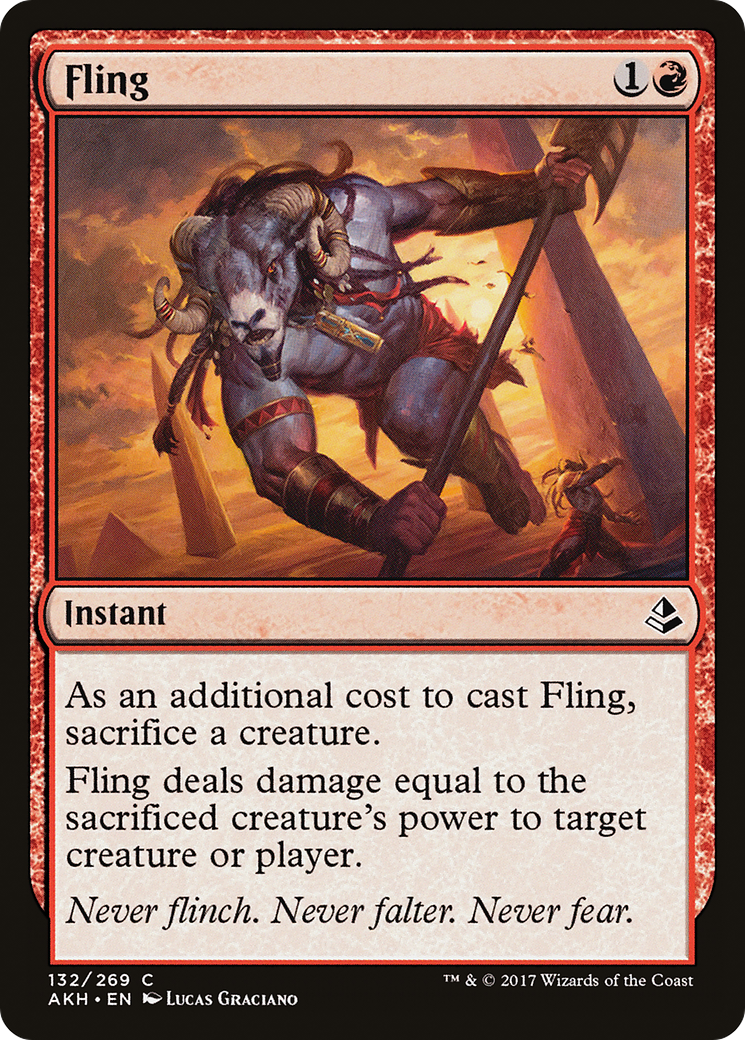 Fling 1
Instant
As an additional cost to cast Fling,
sacrifice a creature.
Fling deals damage equal to the
sacrificed creature's power to target
creature or player.
Never flinch. Never falter. Never fear.
132/269 C
™ & © 2017 Wizards of the Coast
AKH • EN Lucas Graciano